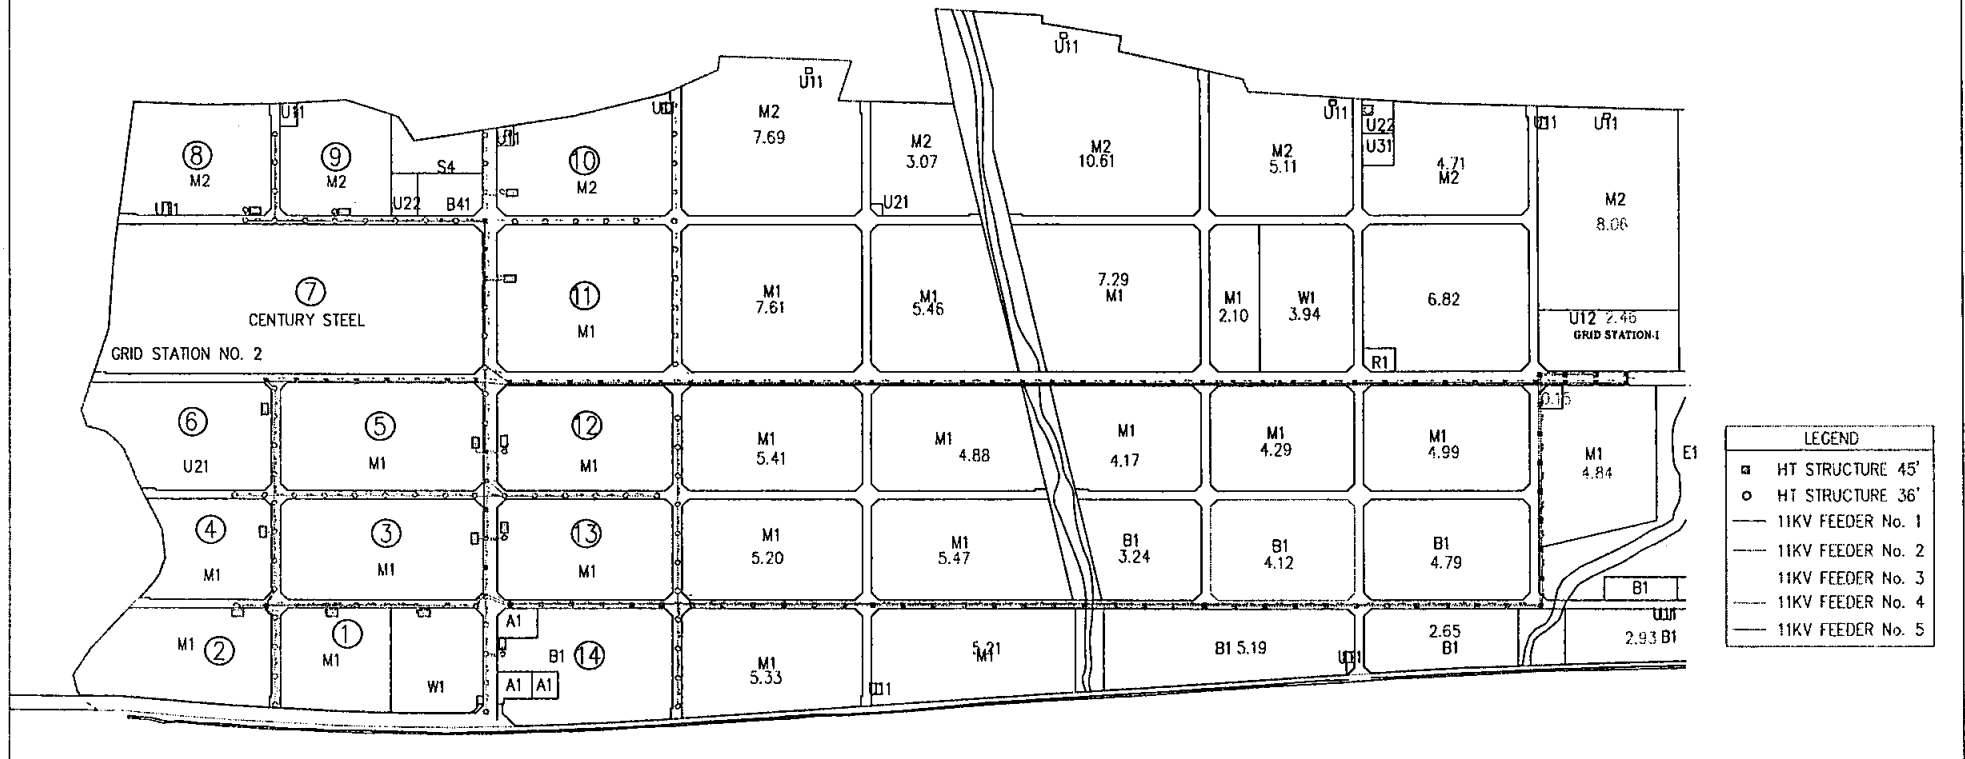 U11
U11
U11
U11
M2
7.69
M2
3.07
M2
10.61
M2
5.11
U11
U22
U31
4.71
M2
U11
U11
8
M2
U11
9
M2
S4
U22
B41
U11
10
M2
U21
M2
8.06
7
CENTURY STEEL
GRID STATION NO. 2
11
M1
M1
7.61
M1
5.46
7.29
M1
M1
2.10
W1
3.94
6.82
R1
U12 2.46
GRID STATION-1
6
U21
5
M1
12
M1
M1
5.41
M1
4.88
M1
4.17
M1
4.29
M1
4.99
M1
4.84
E1
4
M1
3
M1
13
M1
M1
5.20
M1
5.47
B1
3.24
B1
4.12
B1
4.79
B1
M1
2
1
M1
W1
A1
B1
14
A1
A1
M1
5.33
5.21
M1
U11
B1 5.19
U11
2.65
B1
U11
2.93 B1
LEGEND
HT STRUCTURE 45'
HT STRUCTURE 36'
11KV FEEDER No. 1
11KV FEEDER No. 2
11KV FEEDER No. 3
11KV FEEDER No. 4
11KV FEEDER No. 5